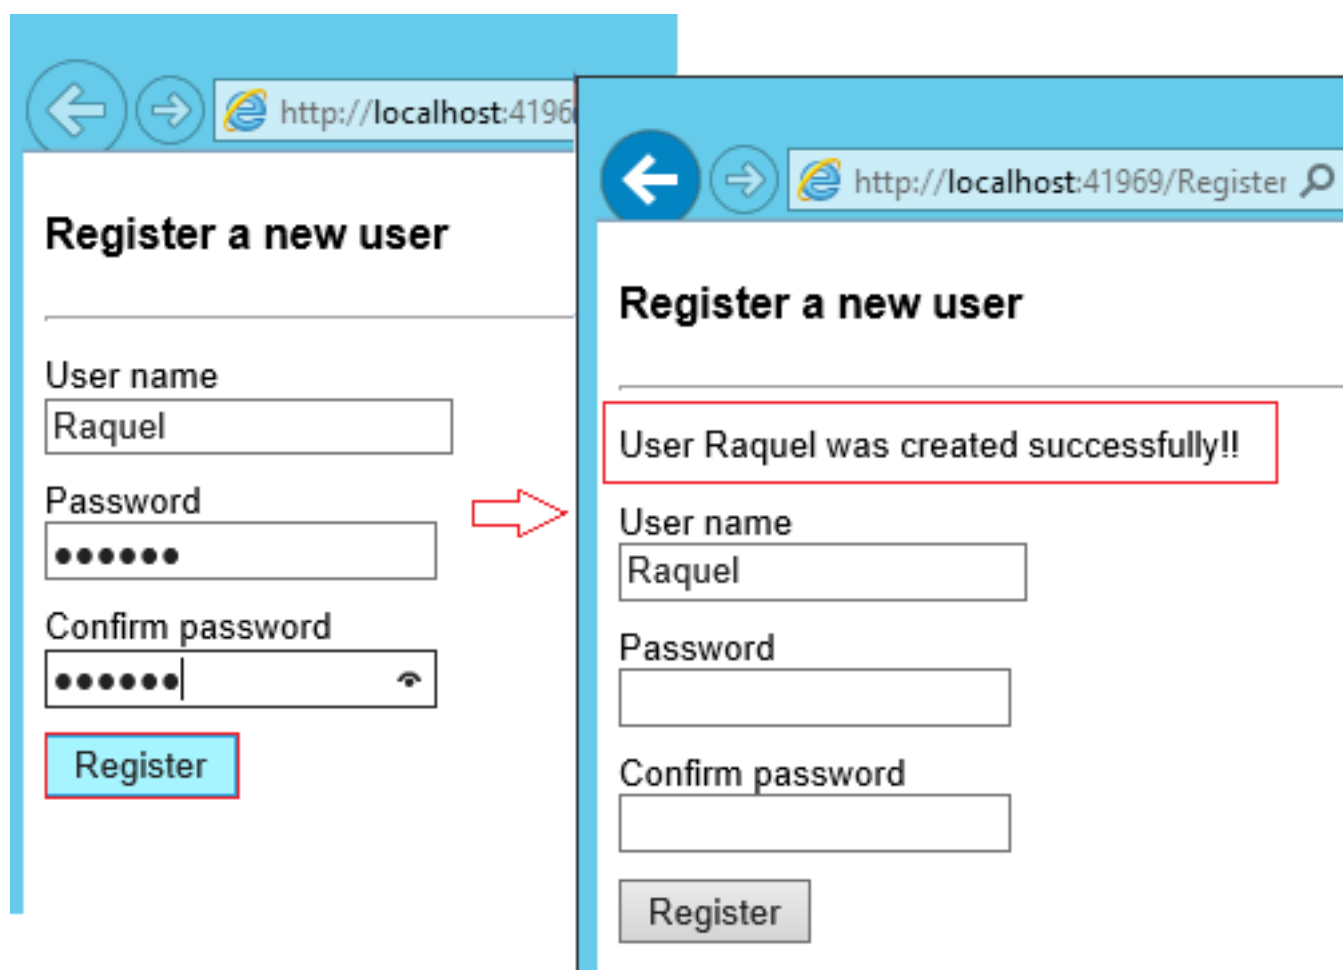 http://localhost:4196
Register a new user
User name
Raquel
Password
Confirm password
Register
http://localhost:41969/Register
Register a new user
User Raquel was created successfully!!
User name
Raquel
Password
Confirm password
Register